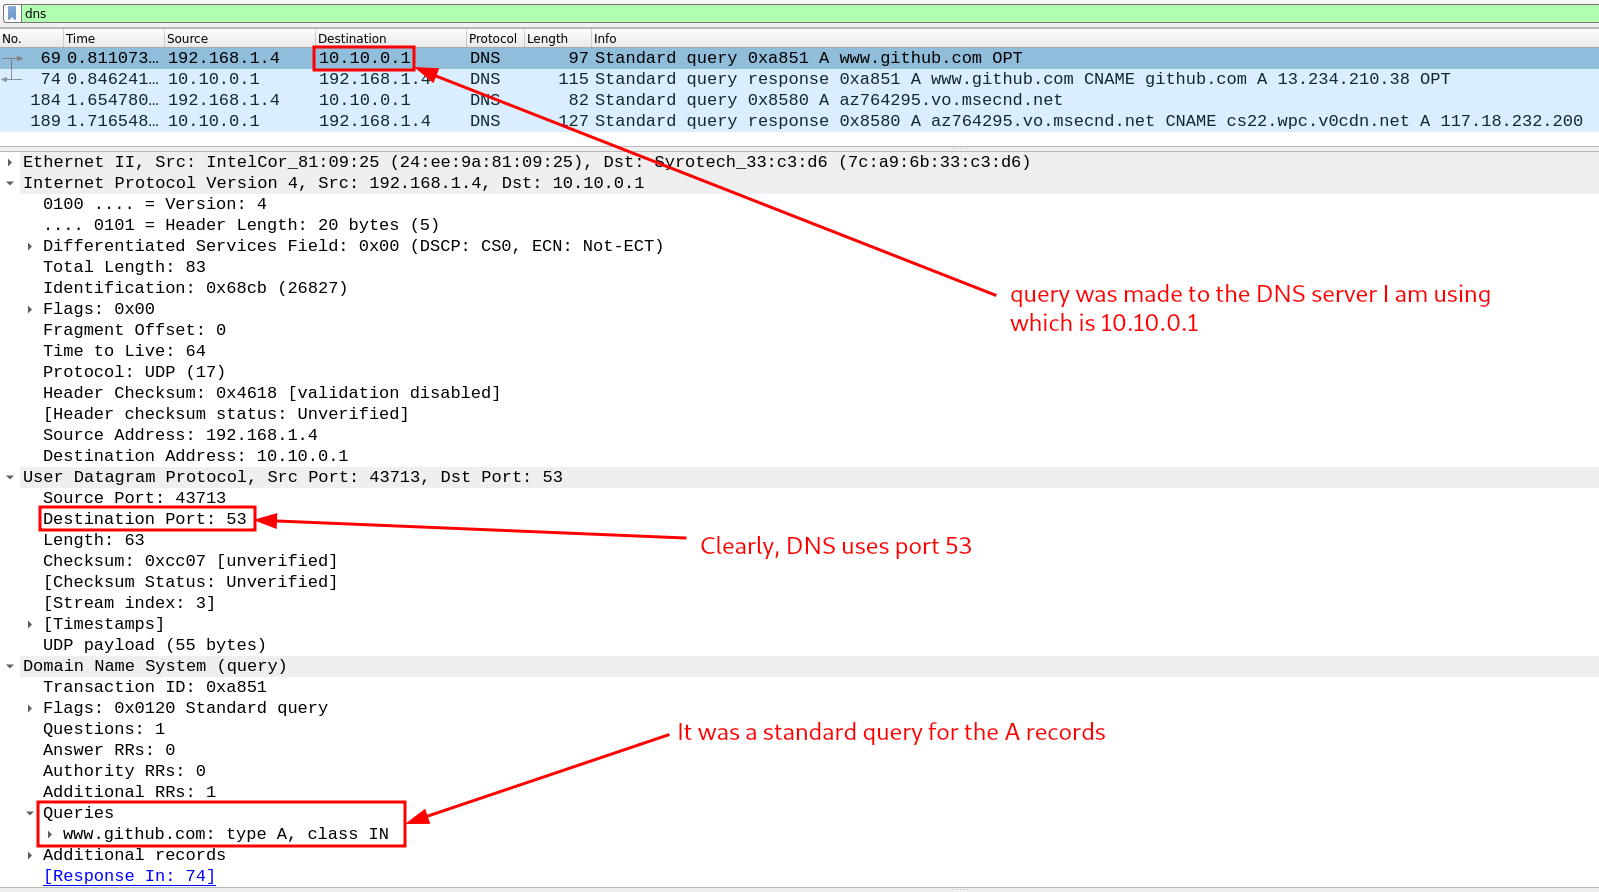 dns
No. Time Source Destination Protocol Length Info
69 0.811073… 192.168.1.4 10.10.0.1 DNS 97 Standard query 0xa851 A www.github.com OPT
74 0.846241… 10.10.0.1 192.168.1.4 DNS 115 Standard query response 0xa851 A www.github.com CNAME github.com A 13.234.210.38 OPT
184 1.654780… 192.168.1.4 10.10.0.1 DNS 82 Standard query 0x8580 A az764295.vo.msecnd.net
189 1.716548… 10.10.0.1 192.168.1.4 DNS 127 Standard query response 0x8580 A az764295.vo.msecnd.net CNAME cs22.wpc.v0cdn.net A 117.18.232.200
Ethernet II, Src: IntelCor_81:09:25 (24:ee:9a:81:09:25), Dst: Syrotech_33:c3:d6 (7c:a9:6b:33:c3:d6)
Internet Protocol Version 4, Src: 192.168.1.4, Dst: 10.10.0.1
0100 .... = Version: 4
.... 0101 = Header Length: 20 bytes (5)
Differentiated Services Field: 0x00 (DSCP: CS0, ECN: Not-ECT)
Total Length: 83
Identification: 0x68cb (26827)
query was made to the DNS server I am using
which is 10.10.0.1
Flags: 0x00
Fragment Offset: 0
Time to Live: 64
Protocol: UDP (17)
Header Checksum: 0x4618 [validation disabled]
[Header checksum status: Unverified]
Source Address: 192.168.1.4
Destination Address: 10.10.0.1
User Datagram Protocol, Src Port: 43713, Dst Port: 53
Source Port: 43713
Destination Port: 53
Length: 63
Clearly, DNS uses port 53
Checksum: 0xcc07 [unverified]
[Checksum Status: Unverified]
[Stream index: 3]
[Timestamps]
UDP payload (55 bytes)
Domain Name System (query)
Transaction ID: 0xa851
Flags: 0x0120 Standard query
Questions: 1
It was a standard query for the A records
Answer RRs: 0
Authority RRs: 0
Additional RRs: 1
Queries
www.github.com: type A, class IN
Additional records
[Response In: 74]